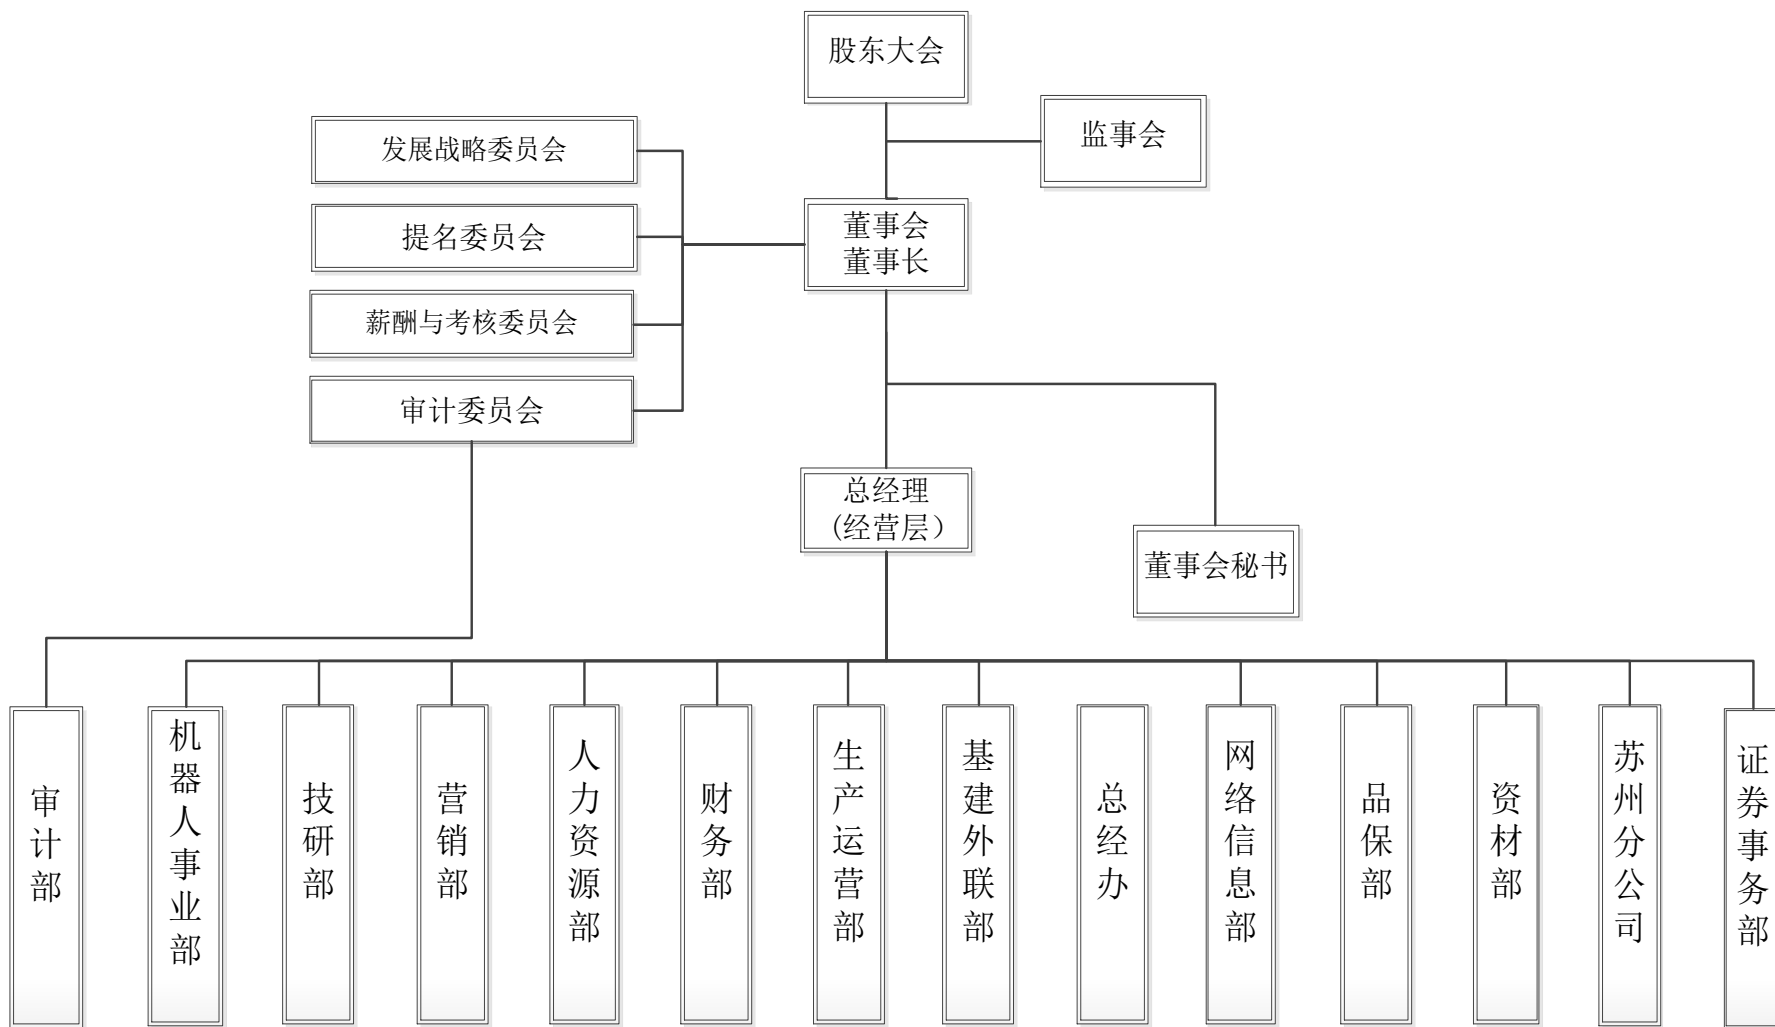 股东大会
监事会
发展战略委员会
提名委员会
董事会
董事长
薪酬与考核委员会
审计委员会
总经理
(经营层）
董事会秘书
审计部
机器人事业部
技研部
营销部
人力资源部
财务部
生产运营部
基建外联部
总经办
网络信息部
品保部
资材部
苏州分公司
证券事务部